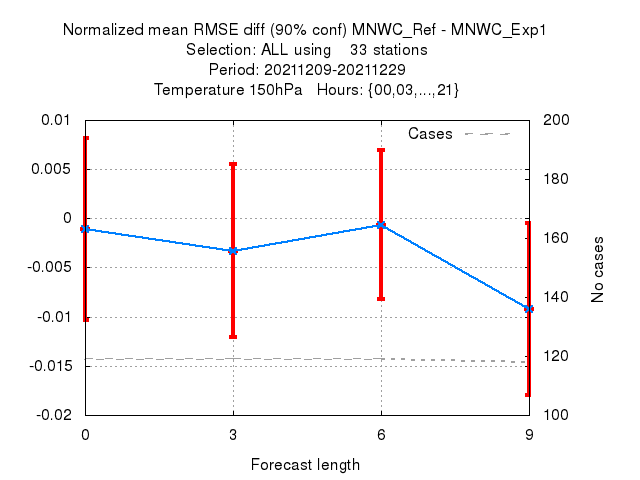 Normalized mean RMSE diff (90% conf) MNWC_Ref - MNWC_Exp1
Selection: ALL using    33 stations
Period: 20211209-20211229
Temperature 150hPa   Hours: {00,03,...,21}
Cases
0.01
0.005
0
-0.005
-0.01
-0.015
-0.02
200
180
160
140
120
100
No cases
0 3 6 9
Forecast length